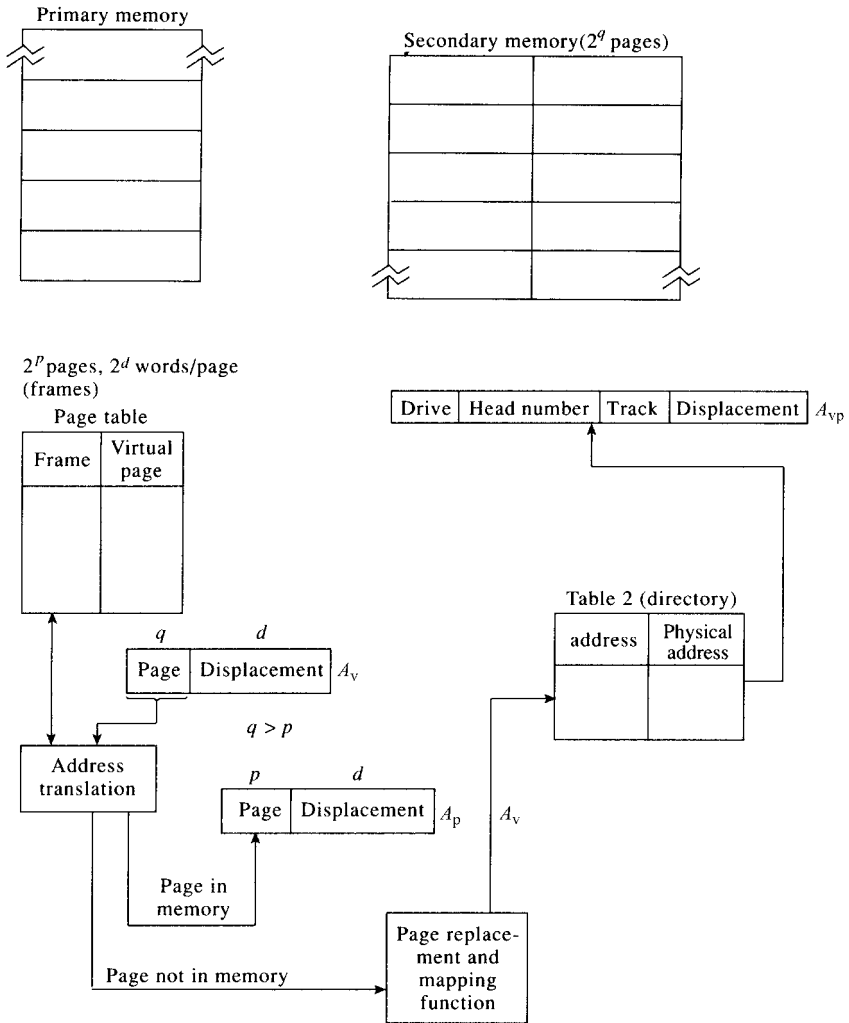 Primary memory
Secondary memory(2^q pages)
2^p pages, 2^d words/page
(frames)
Page table
Frame
Virtual
page
Drive
Head number
Track
Displacement
A_vp
Table 2 (directory)
address
Physical
address
q
d
Page
Displacement
A_v
q > p
Address
translation
p
d
Page
Displacement
A_p
A_v
Page in
memory
Page not in memory
Page replace-
ment and
mapping
function